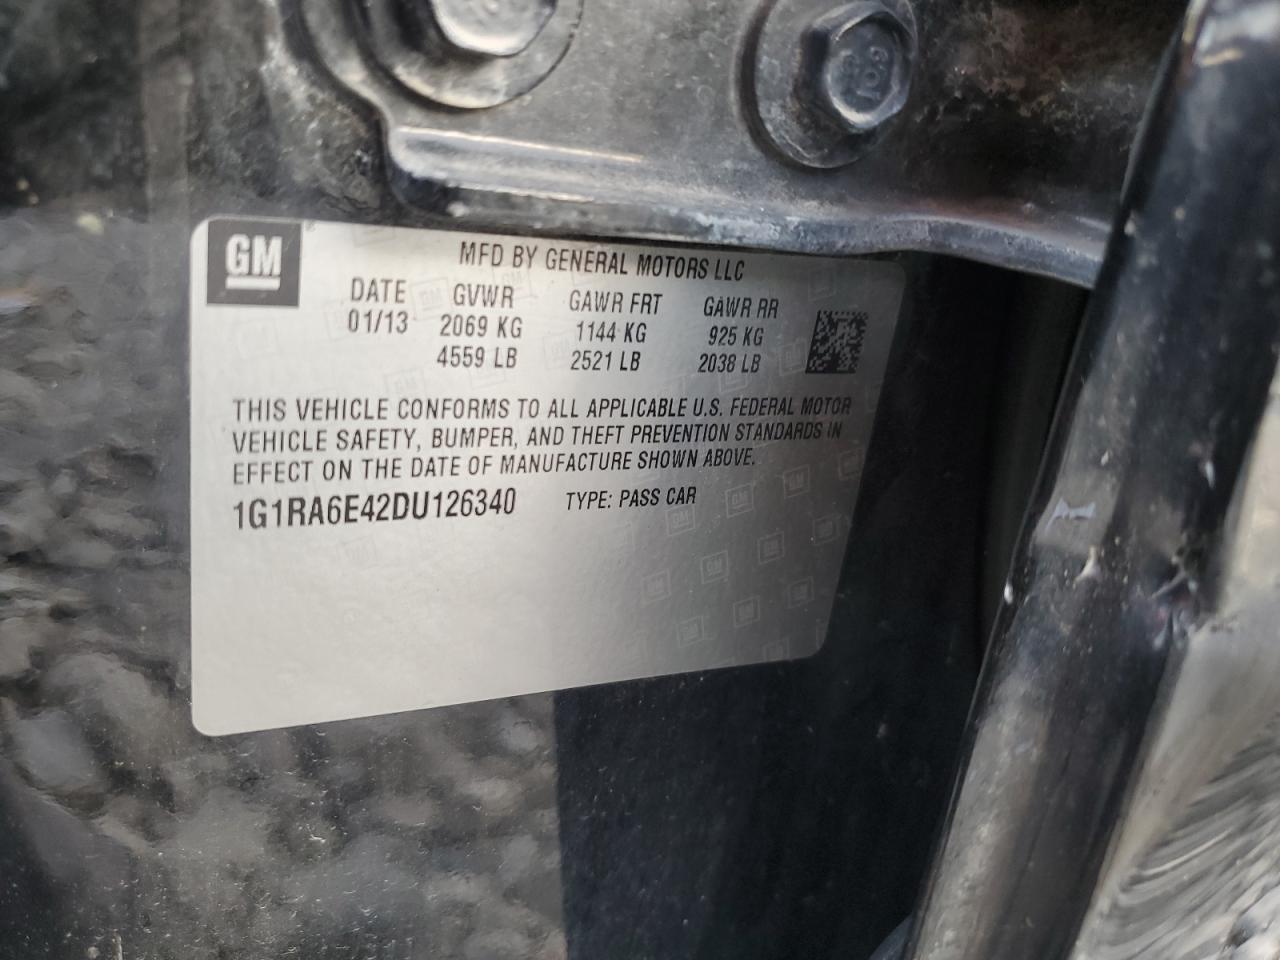 GM
MFD BY GENERAL MOTORS LLC
DATE GVWR GAWR FRT GAWR RR
01/13 2069 KG 1144 KG 925 KG
4559 LB 2521 LB 2038 LB
THIS VEHICLE CONFORMS TO ALL APPLICABLE U.S. FEDERAL MOTOR
VEHICLE SAFETY, BUMPER, AND THEFT PREVENTION STANDARDS IN
EFFECT ON THE DATE OF MANUFACTURE SHOWN ABOVE.
1G1RA6E42DU126340 TYPE: PASS CAR